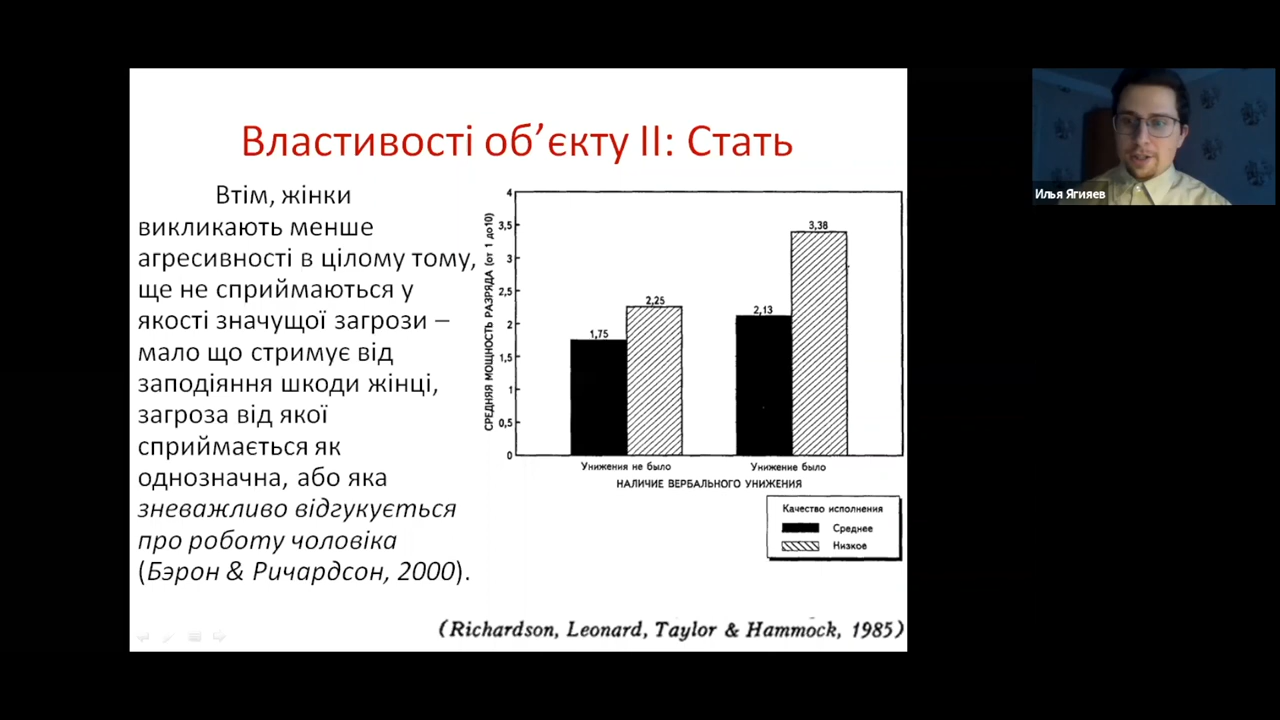 Властивості об’єкту II: Стать
Втім, жінки
викликають менше
агресивності в цілому тому,
ще не сприймаються у
якості значущої загрози –
мало що стримує від
заподіяння шкоди жінці,
загроза від якої
сприймається як
однозначна, або яка
зневажливо відгукується
про роботу чоловіка
(Бэрон & Ричардсон, 2000).
СРЕДНЯЯ МОЩНОСТЬ РАЗРЯДА (от 1 до10)
4
3,5
3
2,5
2
1,5
1
0,5
0
1,75
2,25
2,13
3,38
Унижения не было
Унижение было
НАЛИЧИЕ ВЕРБАЛЬНОГО УНИЖЕНИЯ
Качество исполнения
Среднее
Низкое
(Richardson, Leonard, Taylor & Hammock, 1985)
Илья Ягияев